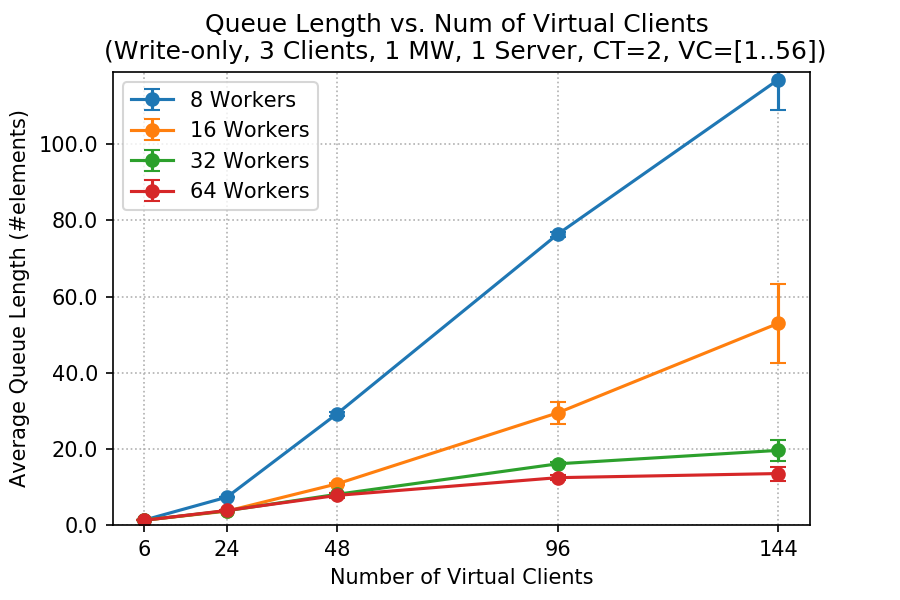 Queue Length vs. Num of Virtual Clients
(Write-only, 3 Clients, 1 MW, 1 Server, CT=2, VC=[1..56])
8 Workers
16 Workers
32 Workers
64 Workers
Average Queue Length (#elements)
100.0
80.0
60.0
40.0
20.0
0.0
6 24 48 96 144
Number of Virtual Clients